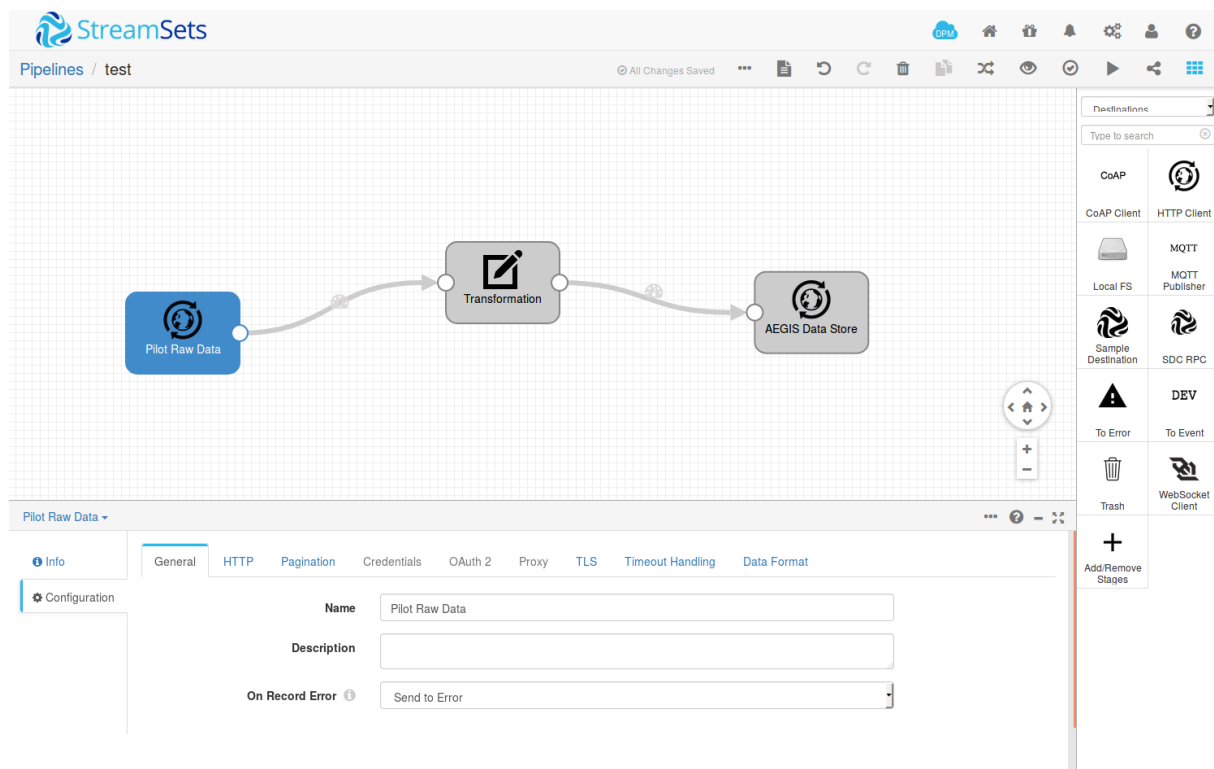 StreamSets
DPM
Pipelines / test
All Changes Saved
Pilot Raw Data
Transformation
AEGIS Data Store
Destinations
Type to search
CoAP
CoAP Client
HTTP Client
Local FS
MQTT
MQTT
Publisher
Sample
Destination
SDC RPC
To Error
DEV
To Event
Trash
WebSocket
Client
Add/Remove
Stages
Pilot Raw Data
Info
Configuration
General HTTP Pagination Credentials OAuth 2 Proxy TLS Timeout Handling Data Format
Name Pilot Raw Data
Description
On Record Error Send to Error